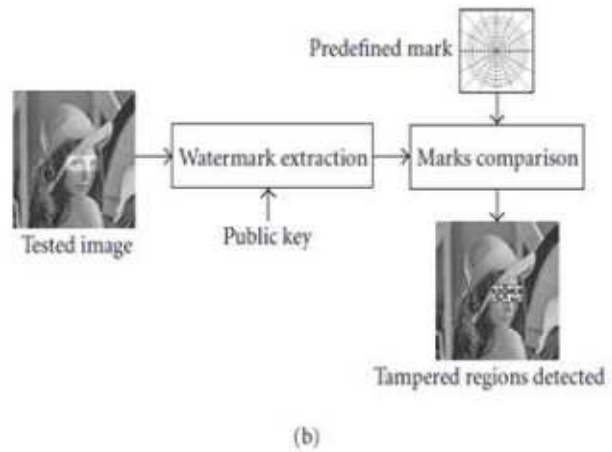 Predefined mark
Watermark extraction
Marks comparison
Tested image
Public key
Tampered regions detected
(b)